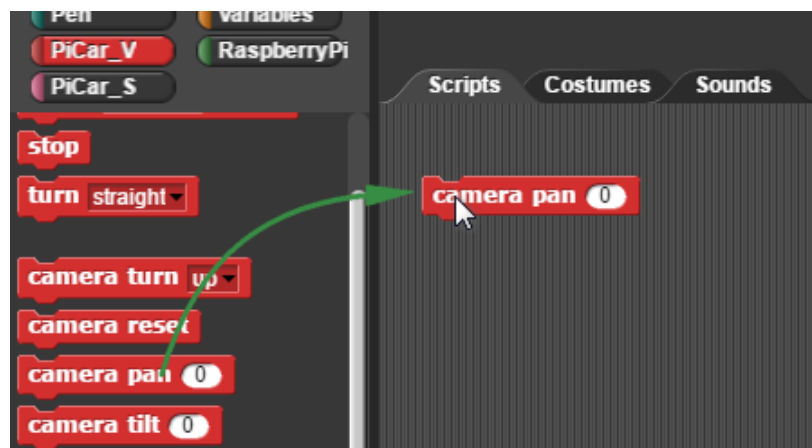 Pen
Variables
PiCar_V
RaspberryPi
PiCar_S
Scripts
Costumes
Sounds
stop
turn straight
camera turn up
camera reset
camera pan 0
camera tilt 0
camera pan 0